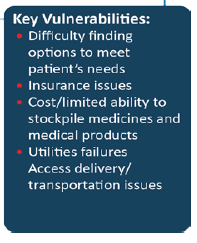 Key Vulnerabilities:
• Difficulty finding
options to meet
patient's needs
• Insurance issues
• Cost/limited ability to
stockpile medicines and
medical products
• Utilities failures
Access delivery/
transportation issues